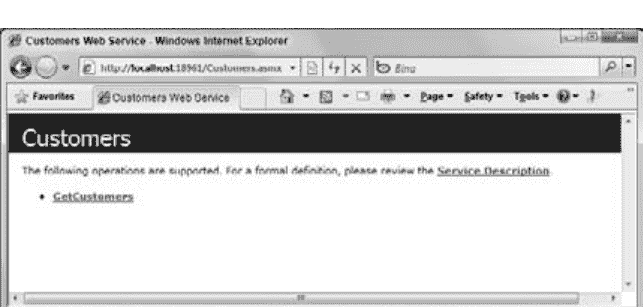 Customers Web Service - Windows Internet Explorer
http://localhost:18961/Customers.asmx
Bing
Favorites Customers Web Service Page Safety Tools
Customers
The following operations are supported. For a formal definition, please review the Service Description.
GetCustomers